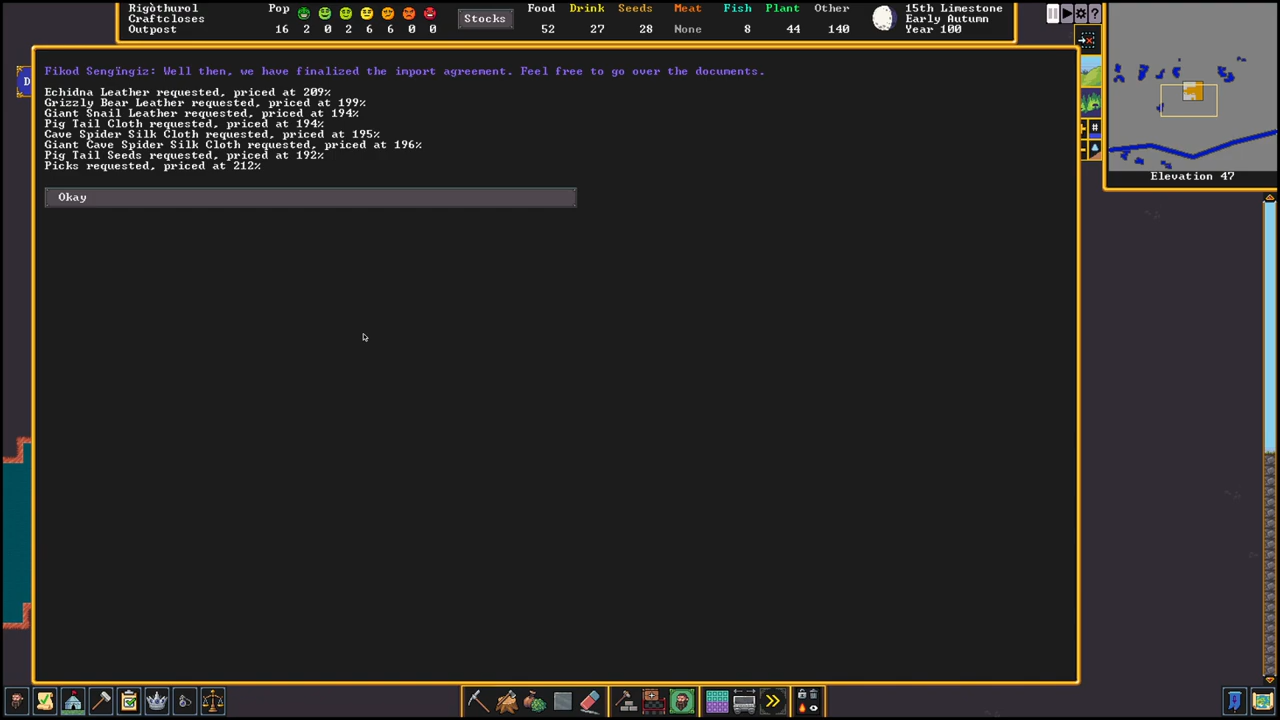 Rigòthurol
Craftcloses
Outpost
Pop
16 2 0 2 6 6 0 0
Stocks
Food Drink Seeds Meat Fish Plant Other
52 27 28 None 8 44 140
15th Limestone
Early Autumn
Year 100
?
D
Fikod Sengïngiz: Well then, we have finalized the import agreement. Feel free to go over the documents.
Echidna Leather requested, priced at 209%
Grizzly Bear Leather requested, priced at 199%
Giant Snail Leather requested, priced at 194%
Pig Tail Cloth requested, priced at 194%
Cave Spider Silk Cloth requested, priced at 195%
Giant Cave Spider Silk Cloth requested, priced at 196%
Pig Tail Seeds requested, priced at 192%
Picks requested, priced at 212%
Okay
#
Elevation 47